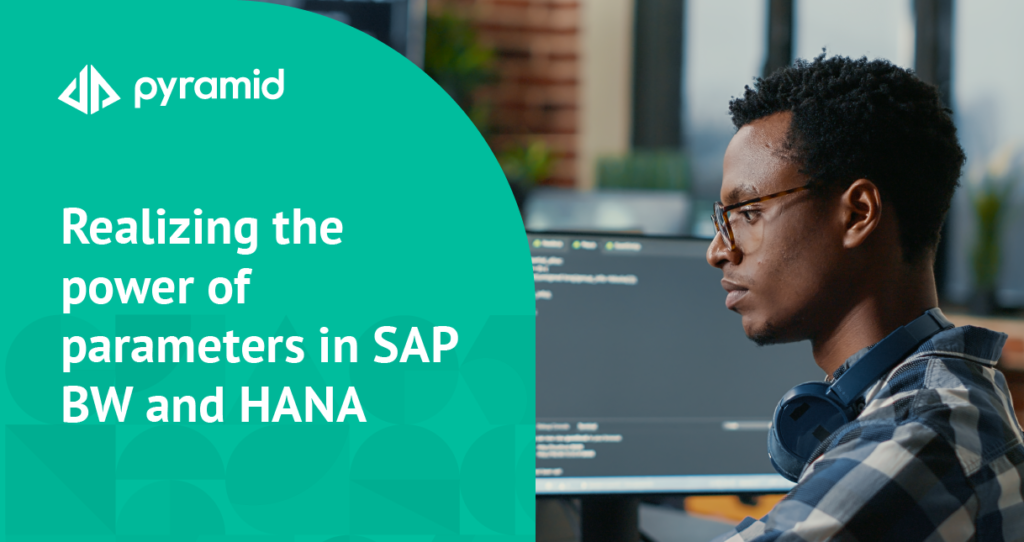 pyramid
Realizing the
power of
parameters in SAP
BW and HANA